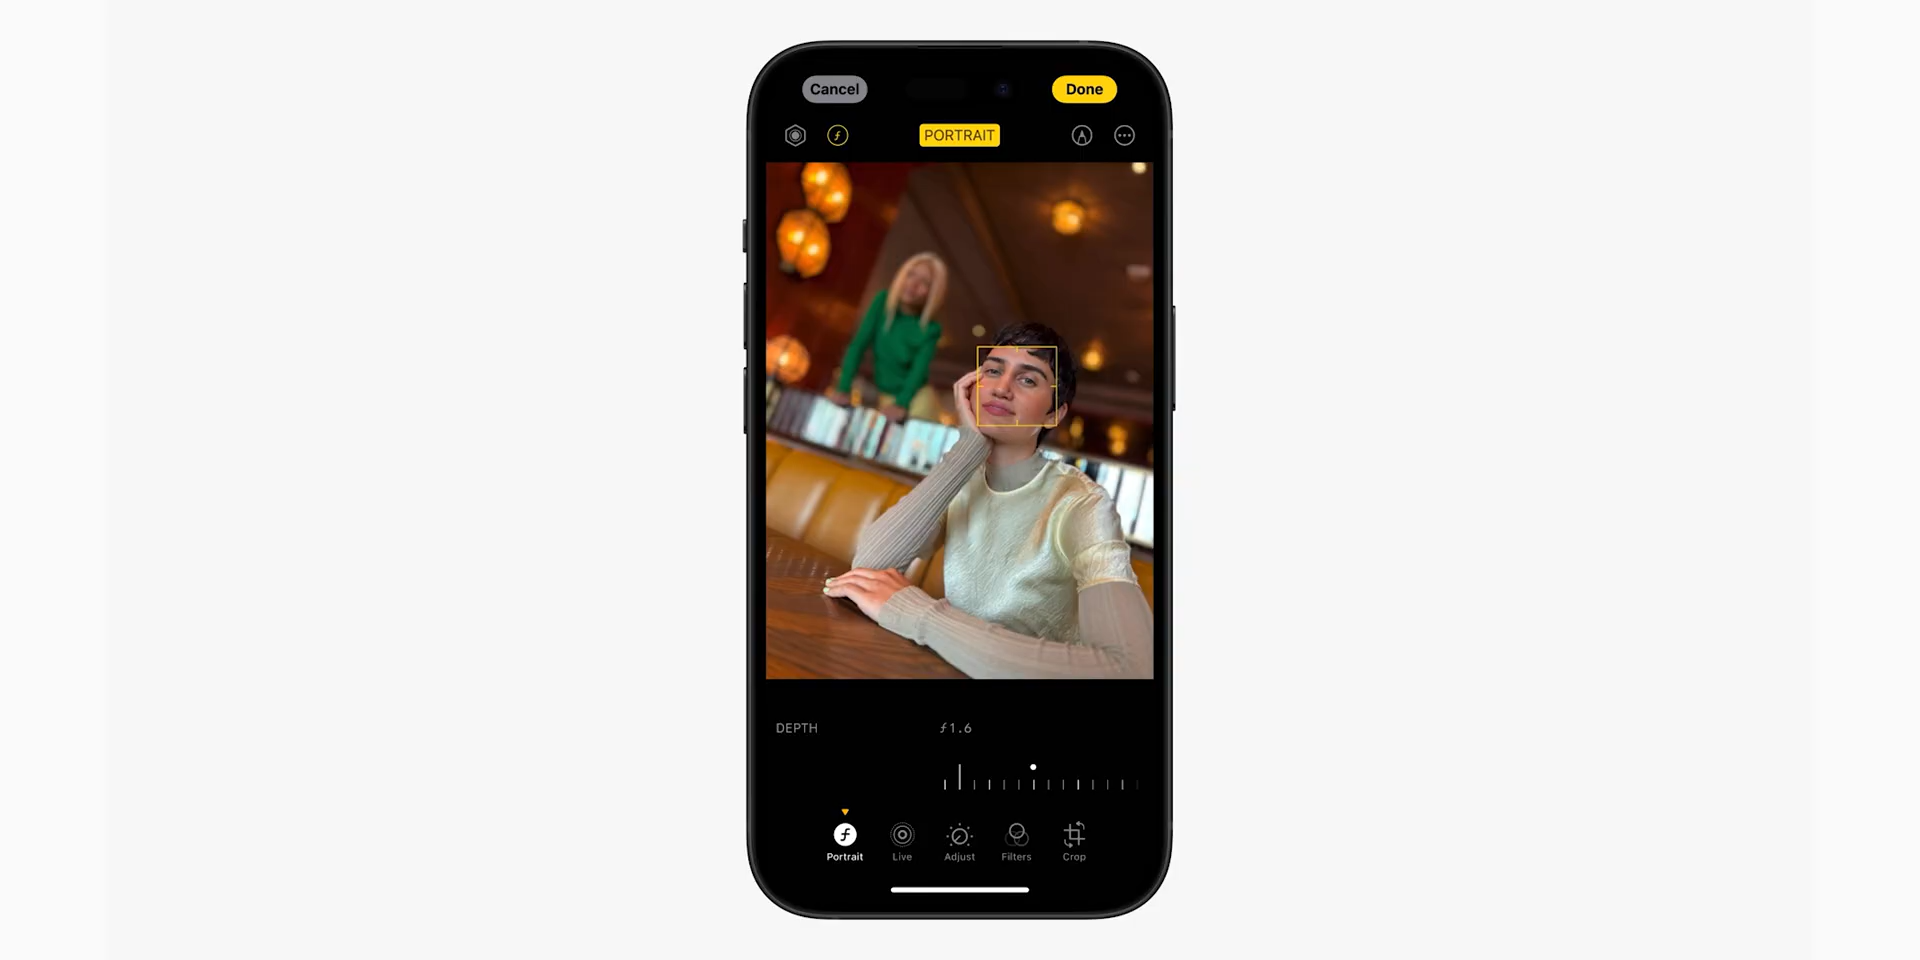 Cancel
Done
PORTRAIT
DEPTH
ƒ1.6
Portrait
Live
Adjust
Filters
Crop